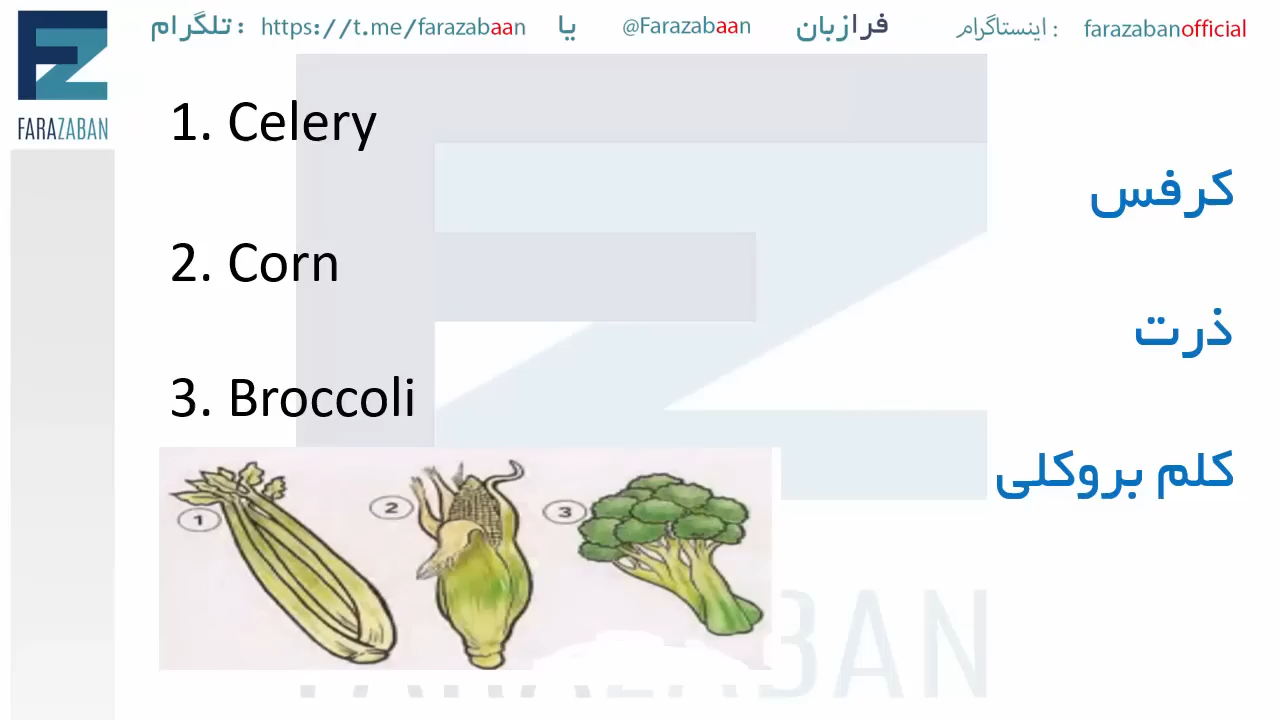 تلگرام : https://t.me/farazabaan یا @Farazabaan فرازبان اینستاگرام : farazabanofficial
FZ
FARAZABAN
1. Celery
کرفس
2. Corn
ذرت
3. Broccoli
کلم بروکلی
1 2 3